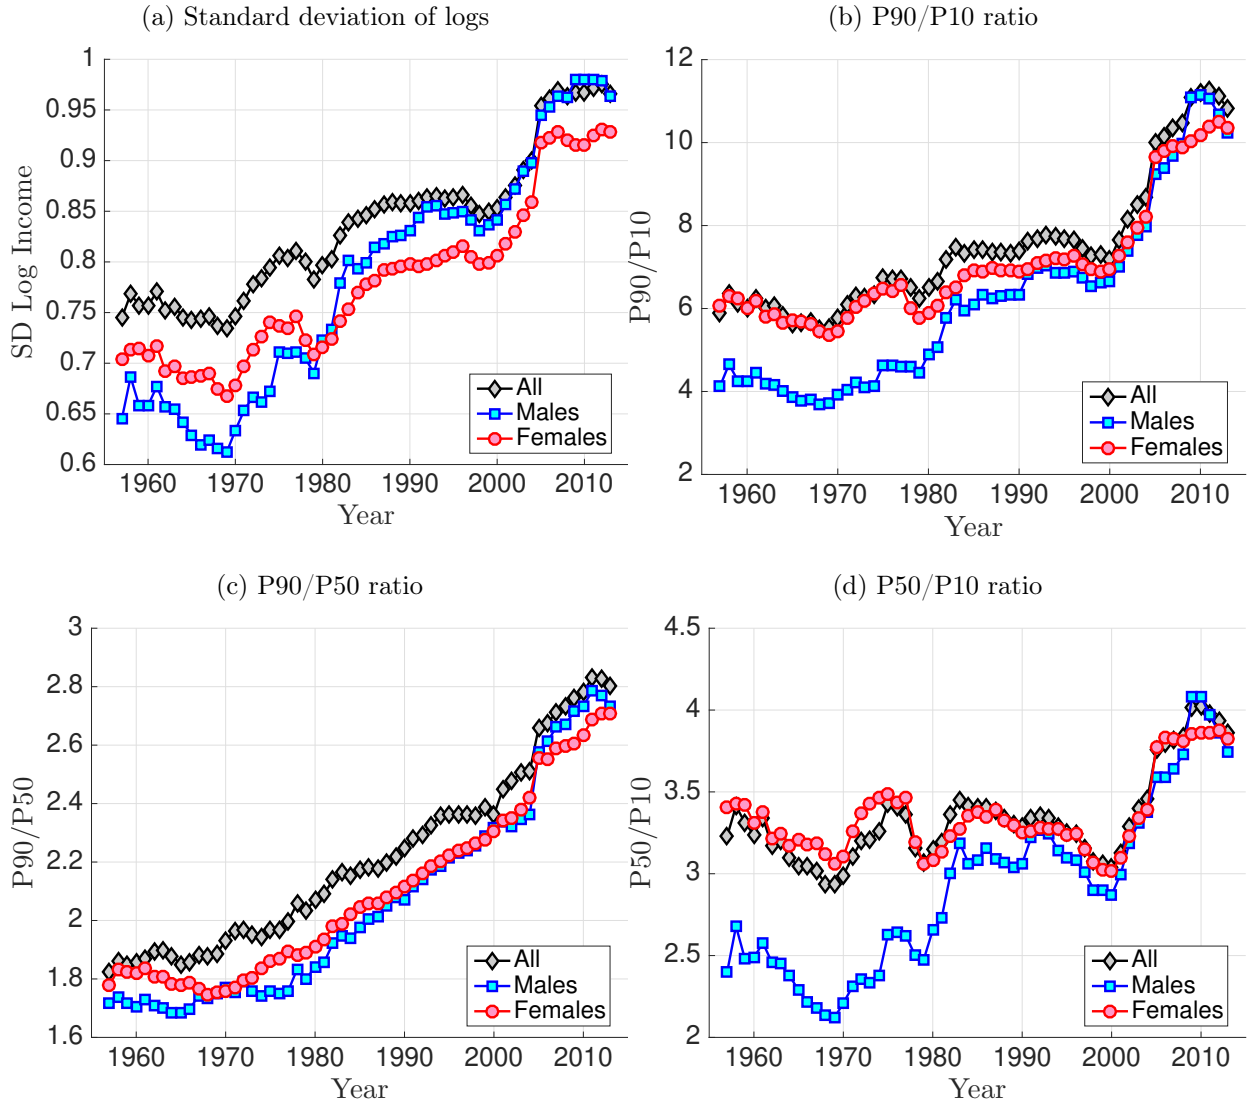 (a) Standard deviation of logs
1
0.95
0.9
0.85
0.8
0.75
0.7
0.65
0.6
SD Log Income
1960 1970 1980 1990 2000 2010
Year
All
Males
Females
(b) P90/P10 ratio
12
10
8
6
4
2
P90/P10
1960 1970 1980 1990 2000 2010
Year
All
Males
Females
(c) P90/P50 ratio
3
2.8
2.6
2.4
2.2
2
1.8
1.6
P90/P50
1960 1970 1980 1990 2000 2010
Year
All
Males
Females
(d) P50/P10 ratio
4.5
4
3.5
3
2.5
2
P50/P10
1960 1970 1980 1990 2000 2010
Year
All
Males
Females